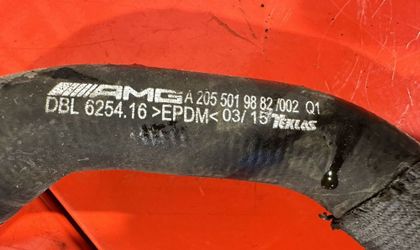 AMG A 205 501 98 82/002 Q1
DBL 6254.16 >EPDM< 03/15 TEKLAS